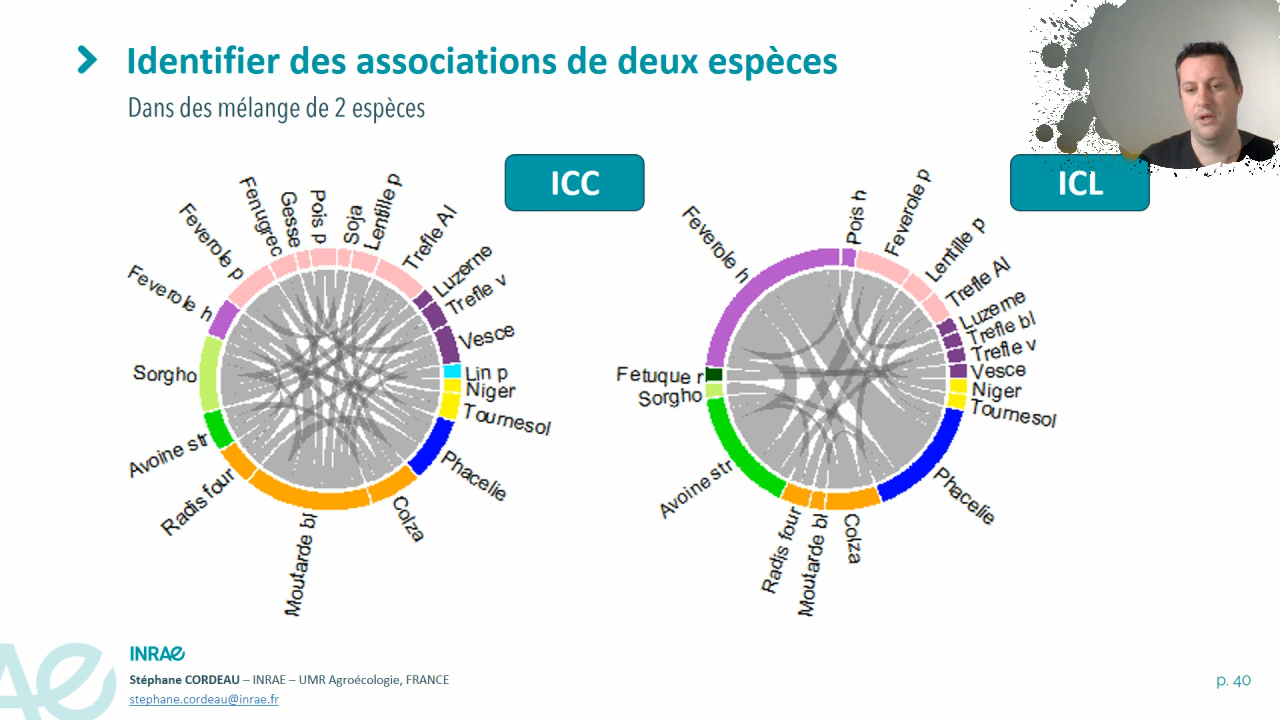 Identifier des associations de deux espèces
Dans des mélange de 2 espèces
ICC
Feverole h
Feverole p
Fenugrec
Gesse
Pois p
Soja
Lentille p
Trefle Al
Luzerne
Trefle v
Vesce
Lin p
Niger
Tournesol
Phacelie
Colza
Moutarde bl
Radis four
Avoine str
Sorgho
ICL
Feverole h
Pois h
Feverole p
Lentille p
Trefle Al
Luzerne
Trefle bl
Trefle v
Vesce
Niger
Tournesol
Phacelie
Colza
Moutarde bl
Radis four
Avoine str
Sorgho
Fetuque r
INRAE
Stéphane CORDEAU – INRAE – UMR Agroécologie, FRANCE
stephane.cordeau@inrae.fr
p. 40